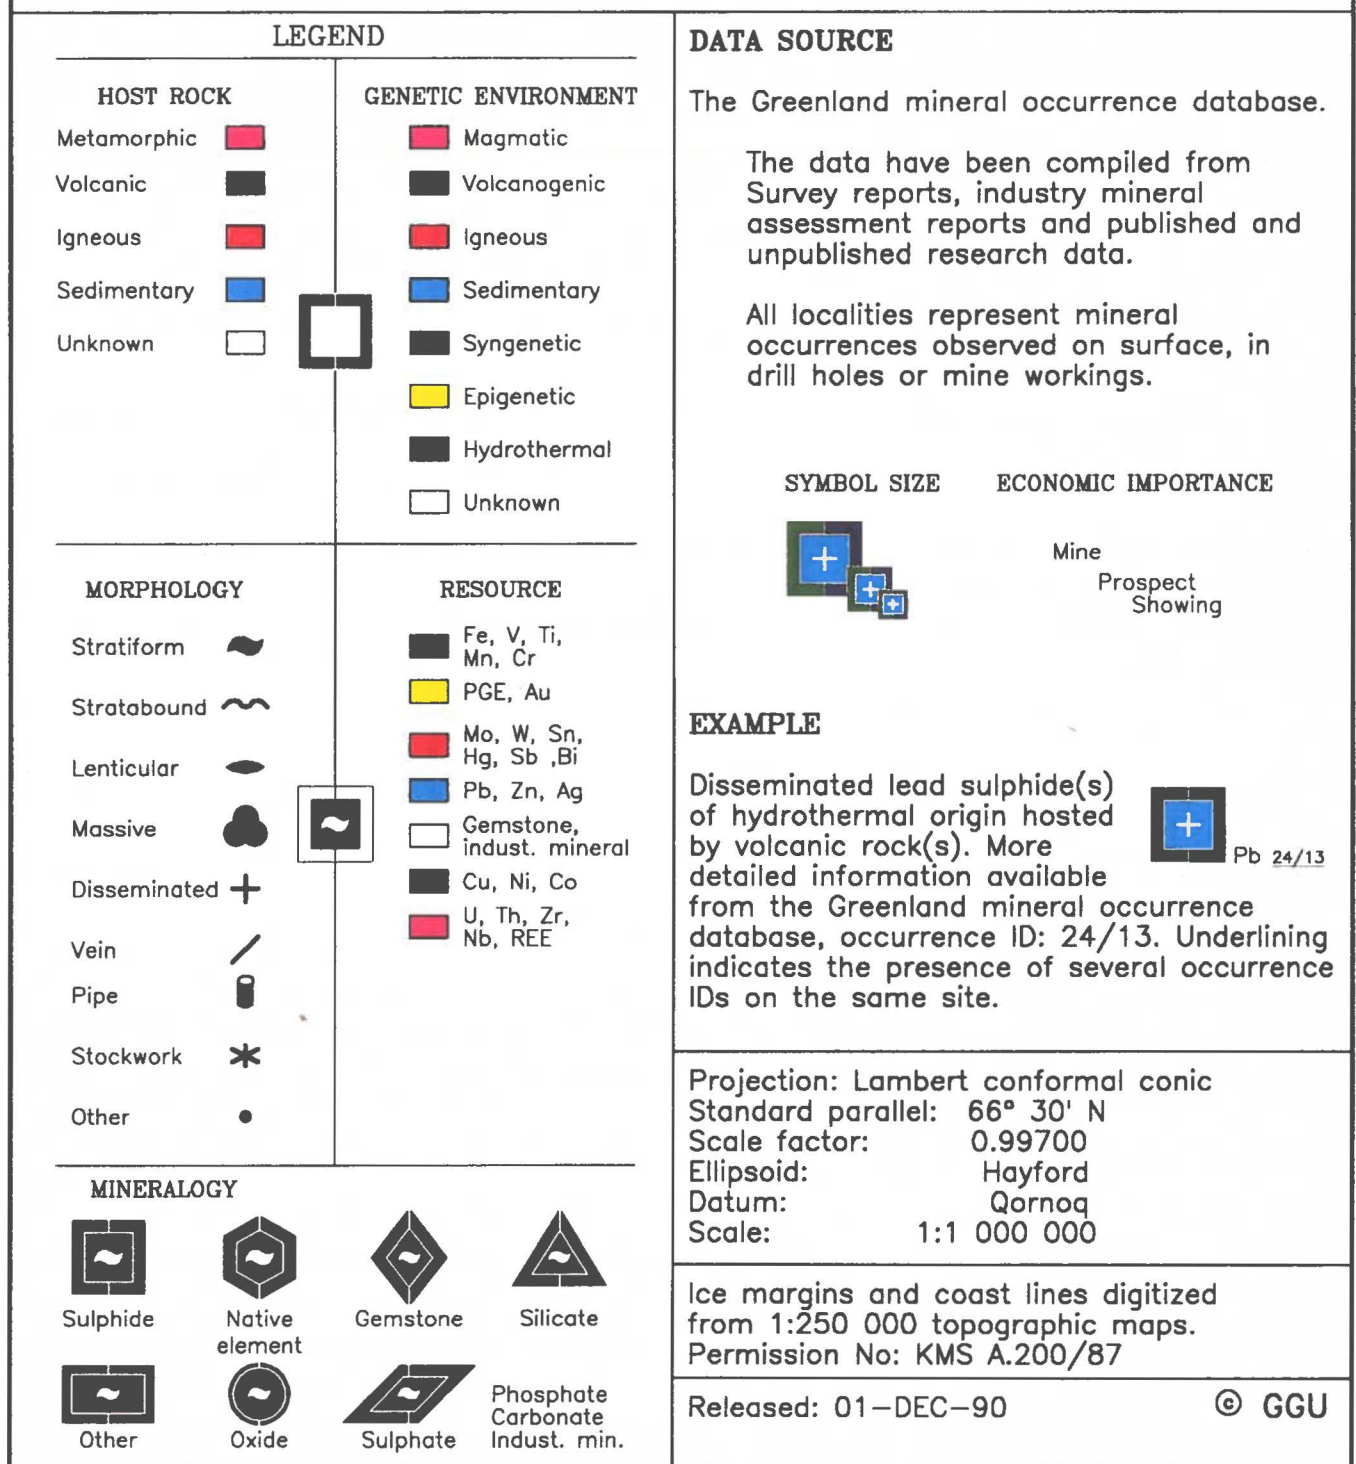 LEGEND
HOST ROCK
Metamorphic
Volcanic
Igneous
Sedimentary
Unknown
GENETIC ENVIRONMENT
Magmatic
Volcanogenic
Igneous
Sedimentary
Syngenetic
Epigenetic
Hydrothermal
Unknown
MORPHOLOGY
Stratiform
Stratabound
Lenticular
Massive
Disseminated
Vein
Pipe
Stockwork
Other
RESOURCE
Fe, V, Ti,
Mn, Cr
PGE, Au
Mo, W, Sn,
Hg, Sb ,Bi
Pb, Zn, Ag
Gemstone,
indust. mineral
Cu, Ni, Co
U, Th, Zr,
Nb, REE
MINERALOGY
Sulphide
Native
element
Gemstone
Silicate
Other
Oxide
Sulphate
Phosphate
Carbonate
Indust. min.
DATA SOURCE
The Greenland mineral occurrence database.
The data have been compiled from
Survey reports, industry mineral
assessment reports and published and
unpublished research data.
All localities represent mineral
occurrences observed on surface, in
drill holes or mine workings.
SYMBOL SIZE ECONOMIC IMPORTANCE
Mine
Prospect
Showing
EXAMPLE
Disseminated lead sulphide(s)
of hydrothermal origin hosted
by volcanic rock(s). More
detailed information available
from the Greenland mineral occurrence
database, occurrence ID: 24/13. Underlining
indicates the presence of several occurrence
IDs on the same site.
Pb 24/13
Projection: Lambert conformal conic
Standard parallel: 66° 30' N
Scale factor: 0.99700
Ellipsoid: Hayford
Datum: Qornoq
Scale: 1:1 000 000
Ice margins and coast lines digitized
from 1:250 000 topographic maps.
Permission No: KMS A.200/87
Released: 01-DEC-90 © GGU